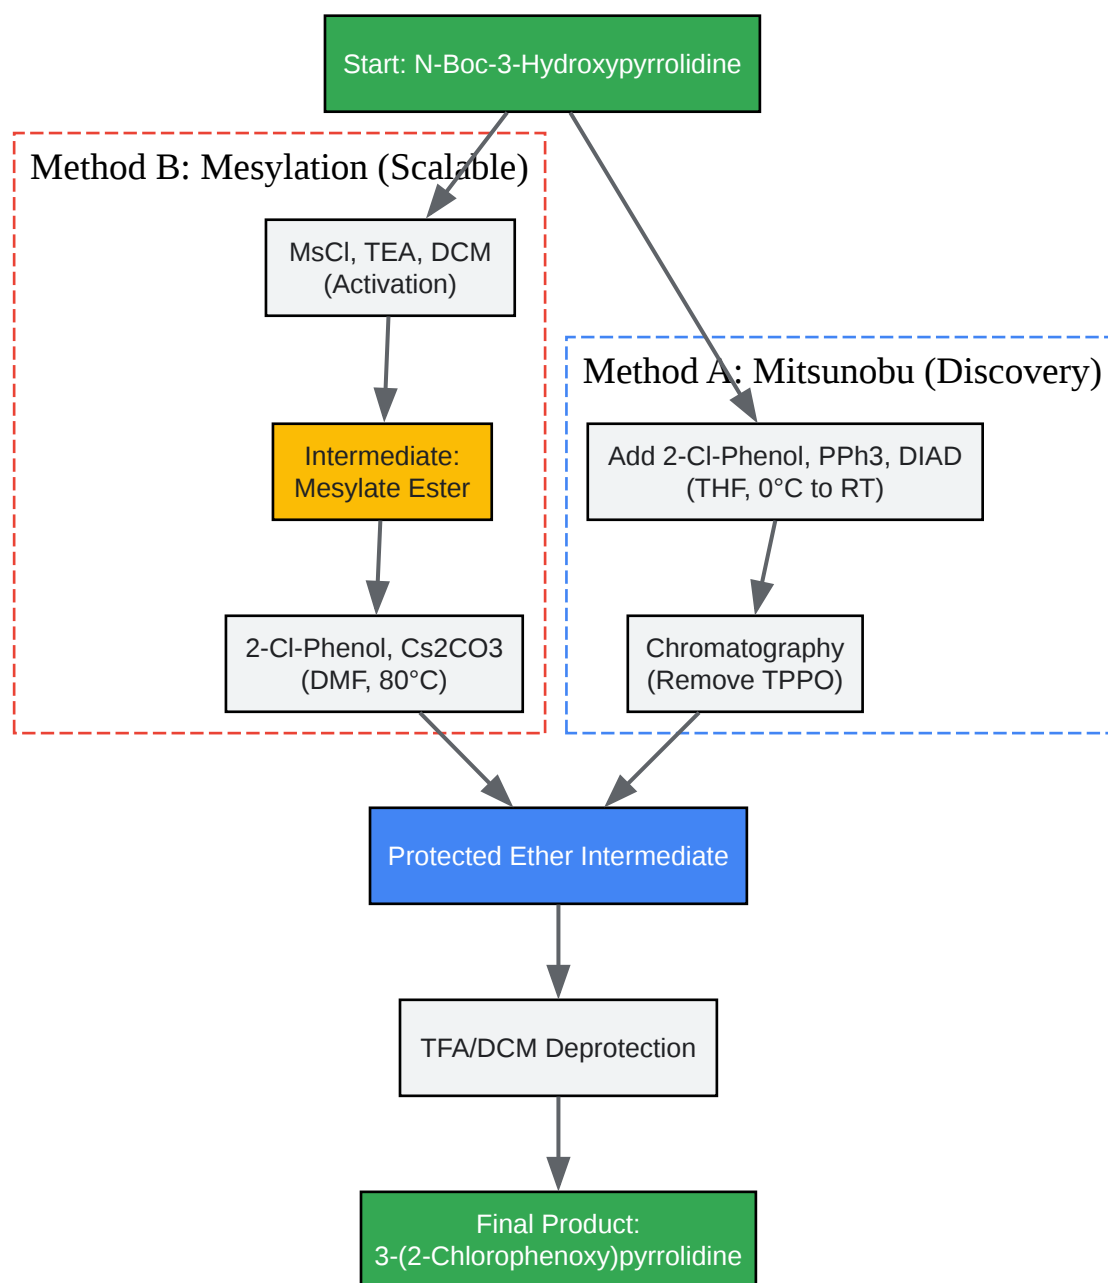 Start: N-Boc-3-Hydroxypyrrolidine
Method B: Mesylation (Scalable)
MsCl, TEA, DCM
(Activation)
Intermediate:
Mesylate Ester
2-Cl-Phenol, Cs2CO3
(DMF, 80°C)
Method A: Mitsunobu (Discovery)
Add 2-Cl-Phenol, PPh3, DIAD
(THF, 0°C to RT)
Chromatography
(Remove TPPO)
Protected Ether Intermediate
TFA/DCM Deprotection
Final Product:
3-(2-Chlorophenoxy)pyrrolidine